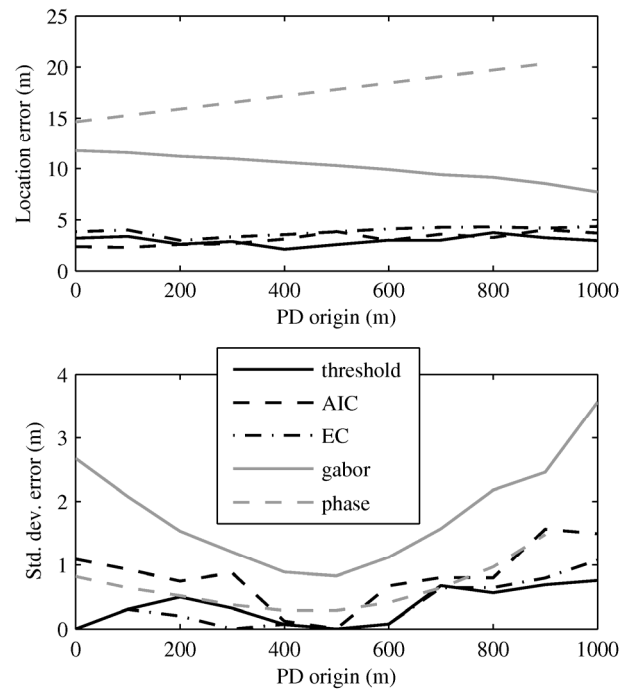 25
20
15
10
5
0
Location error (m)
0 200 400 600 800 1000
PD origin (m)
4
3
2
1
0
Std. dev. error (m)
threshold
AIC
EC
gabor
phase
0 200 400 600 800 1000
PD origin (m)